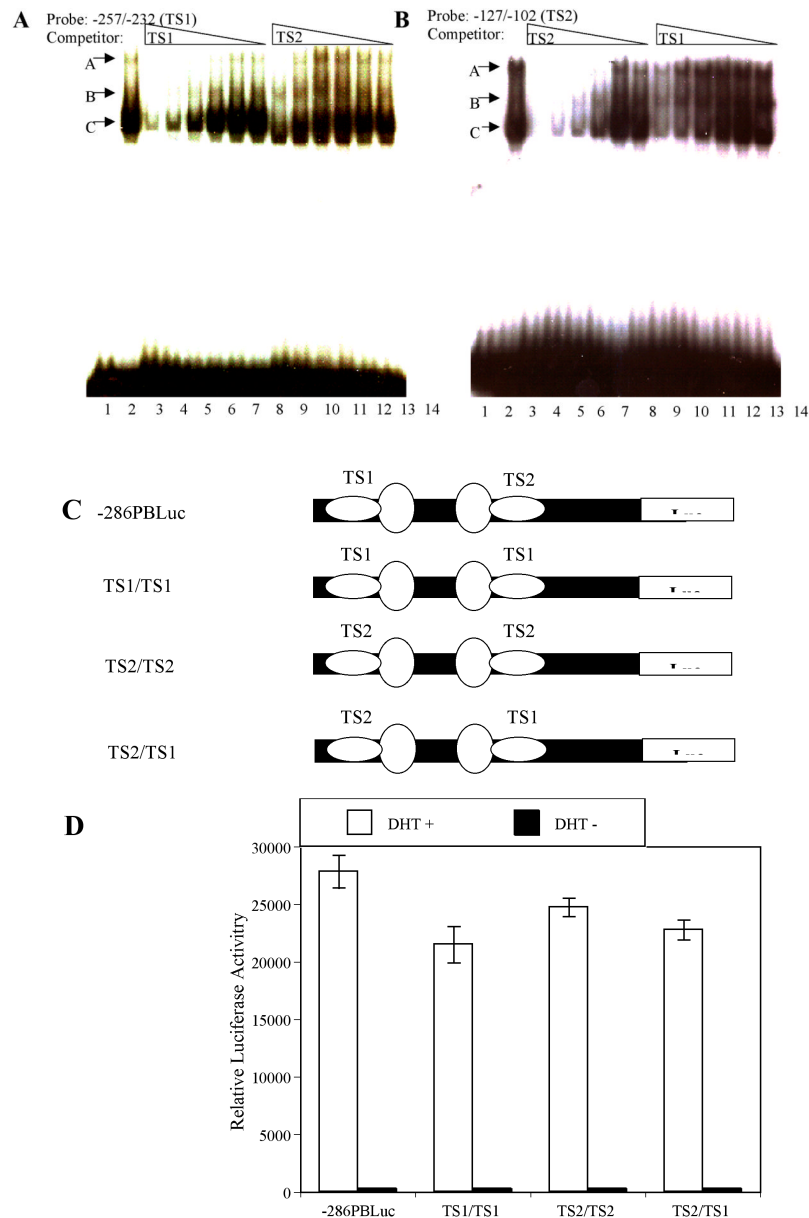 A
Probe: -257/-232 (TS1)
Competitor:
TS1
TS2
A
B
C
1 2 3 4 5 6 7 8 9 10 11 12 13 14
B
Probe: -127/-102 (TS2)
Competitor:
TS2
TS1
A
B
C
1 2 3 4 5 6 7 8 9 10 11 12 13 14
C
-286PBLuc
TS1
TS2
TS1/TS1
TS1
TS1
TS2/TS2
TS2
TS2
TS2/TS1
TS2
TS1
D
DHT +
DHT -
Relative Luciferase Activitry
30000
25000
20000
15000
10000
5000
0
-286PBLuc
TS1/TS1
TS2/TS2
TS2/TS1